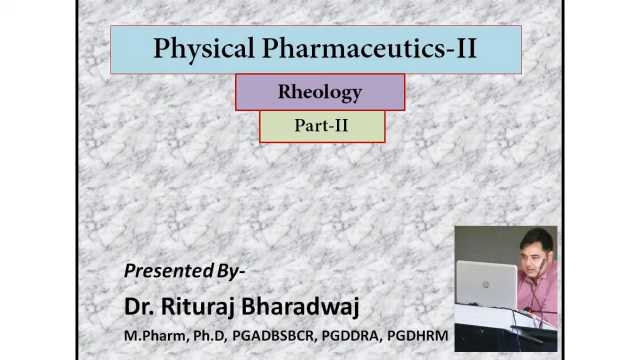 Physical Pharmaceutics-II
Rheology
Part-II
Presented By-
Dr. Rituraj Bharadwaj
M.Pharm, Ph.D, PGADBSBCR, PGDDRA, PGDHRM